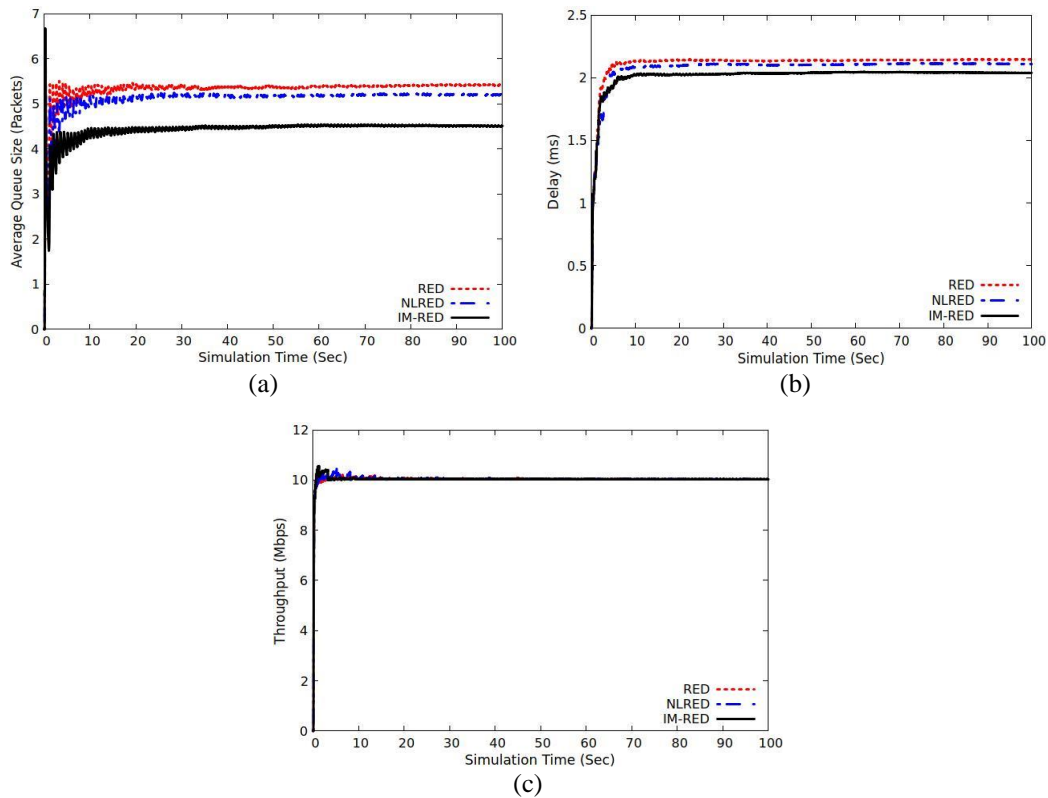 7
6
5
4
3
2
1
0
Average Queue Size (Packets)
0 10 20 30 40 50 60 70 80 90 100
Simulation Time (Sec)
RED
NLRED
IM-RED
(a)
2.5
2
1.5
1
0.5
0
Delay (ms)
0 10 20 30 40 50 60 70 80 90 100
Simulation Time (Sec)
RED
NLRED
IM-RED
(b)
12
10
8
6
4
2
0
Throughput (Mbps)
0 10 20 30 40 50 60 70 80 90 100
Simulation Time (Sec)
RED
NLRED
IM-RED
(c)